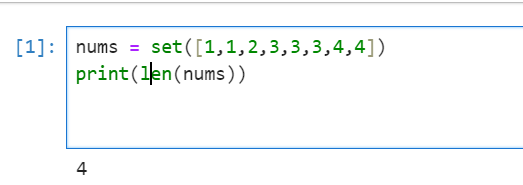 [1]: nums = set([1,1,2,3,3,3,4,4])
print(len(nums))
4